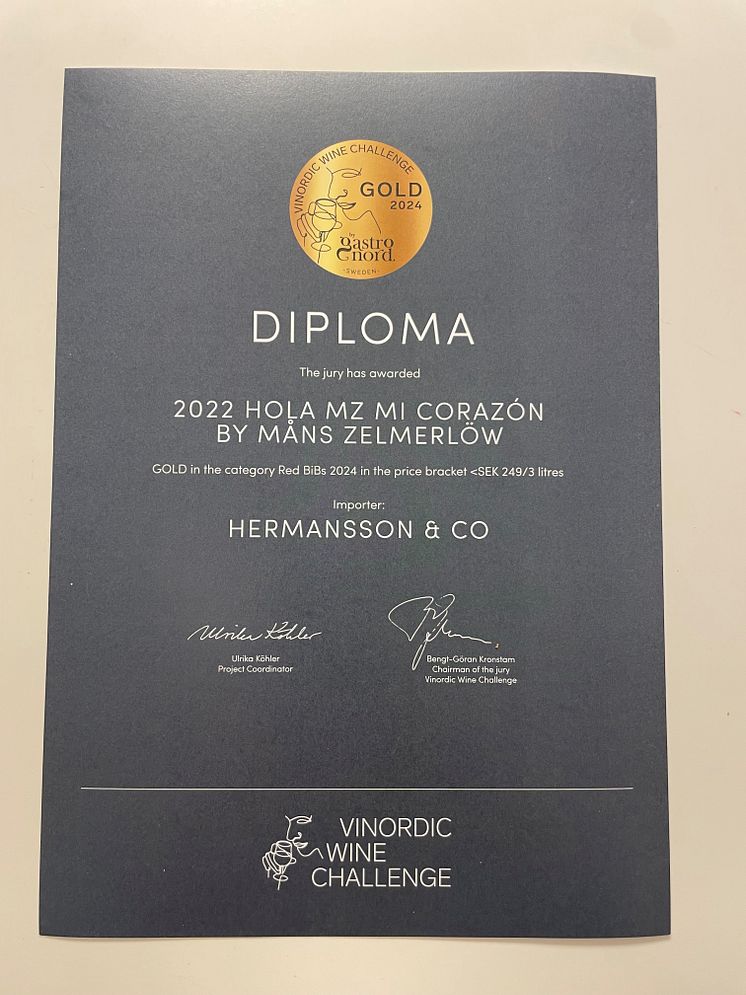 VINORDIC WINE CHALLENGE
GOLD
2024
by
gastro
nord.
-SWEDEN-
DIPLOMA
The jury has awarded
2022 HOLA MZ MI CORAZÓN
BY MÅNS ZELMERLÖW
GOLD in the category Red BiBs 2024 in the price bracket <SEK 249/3 litres
Importer:
HERMANSSON & CO
Ulrika Köhler
Ulrika Köhler
Project Coordinator
Bengt-Göran Kronstam
Chairman of the jury
Vinordic Wine Challenge
VINORDIC
WINE
CHALLENGE